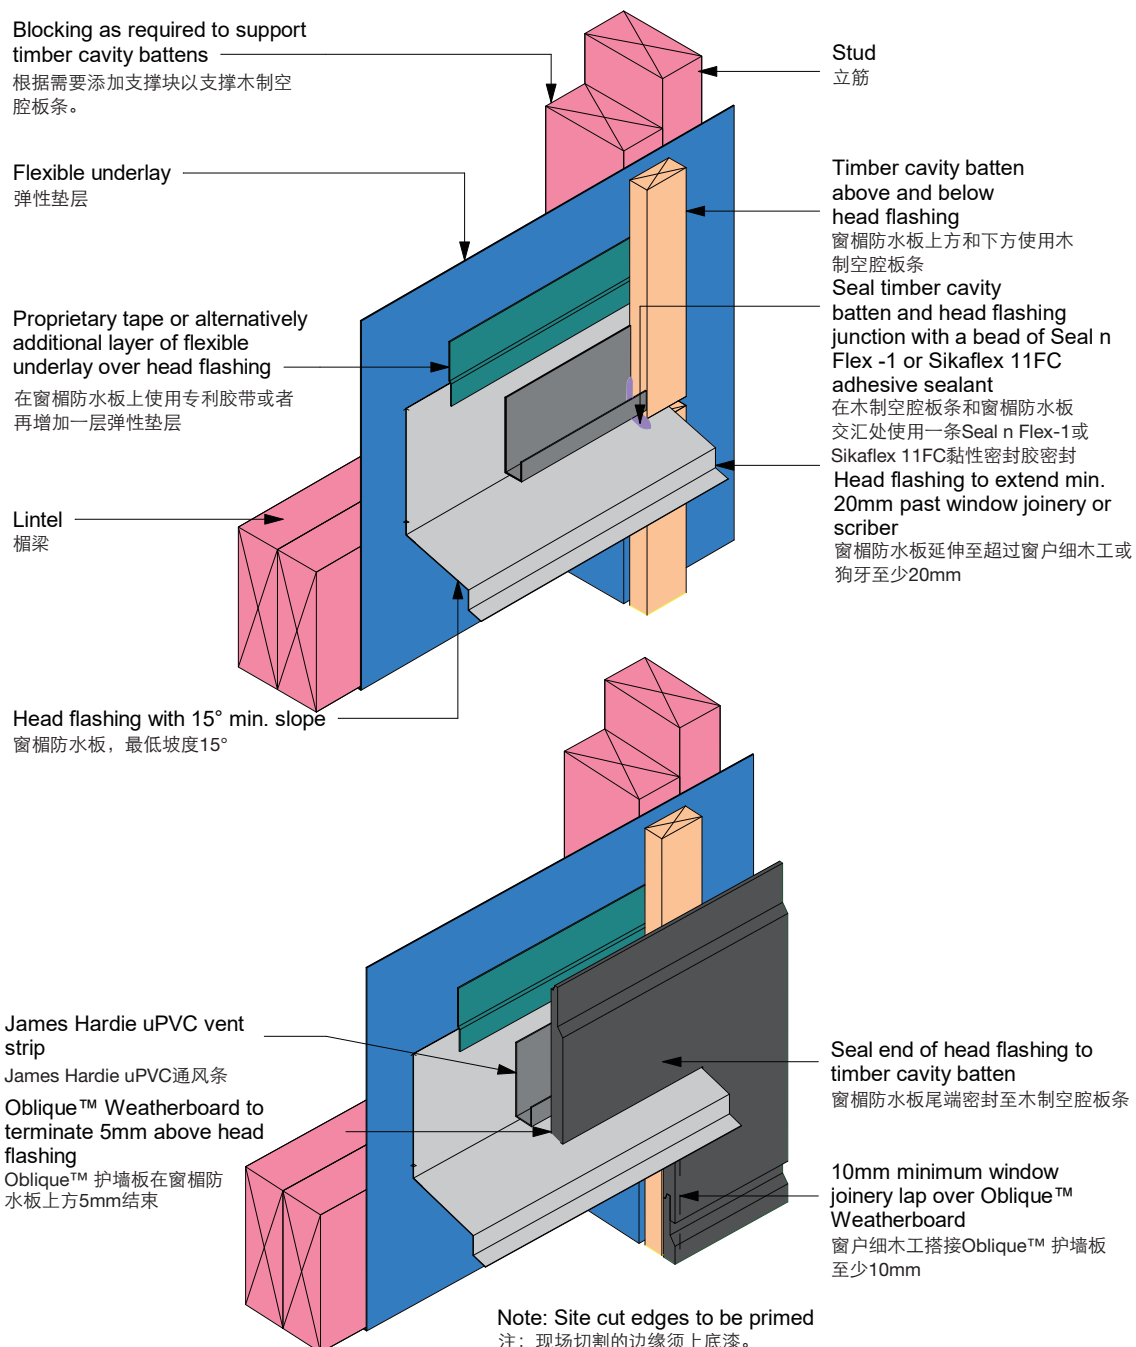 Blocking as required to support
timber cavity battens
根据需要添加支撑块以支撑木制空
腔板条。
Stud
立筋
Flexible underlay
弹性垫层
Timber cavity batten
above and below
head flashing
窗楣防水板上方和下方使用木
制空腔板条
Seal timber cavity
batten and head flashing
junction with a bead of Seal n
Flex -1 or Sikaflex 11FC
adhesive sealant
在木制空腔板条和窗楣防水板
交汇处使用一条Seal n Flex-1或
Sikaflex 11FC黏性密封胶密封
Proprietary tape or alternatively
additional layer of flexible
underlay over head flashing
在窗楣防水板上使用专利胶带或者
再增加一层弹性垫层
Head flashing to extend min.
20mm past window joinery or
scriber
窗楣防水板延伸至超过窗户细木工或
狗牙至少20mm
Lintel
楣梁
Head flashing with 15° min. slope
窗楣防水板，最低坡度15°
James Hardie uPVC vent
strip
James Hardie uPVC通风条
Oblique™ Weatherboard to
terminate 5mm above head
flashing
Oblique™ 护墙板在窗楣防
水板上方5mm结束
Seal end of head flashing to
timber cavity batten
窗楣防水板尾端密封至木制空腔板条
10mm minimum window
joinery lap over Oblique™
Weatherboard
窗户细木工搭接Oblique™ 护墙板
至少10mm
Note: Site cut edges to be primed
注：现场切割的边缘须上底漆。